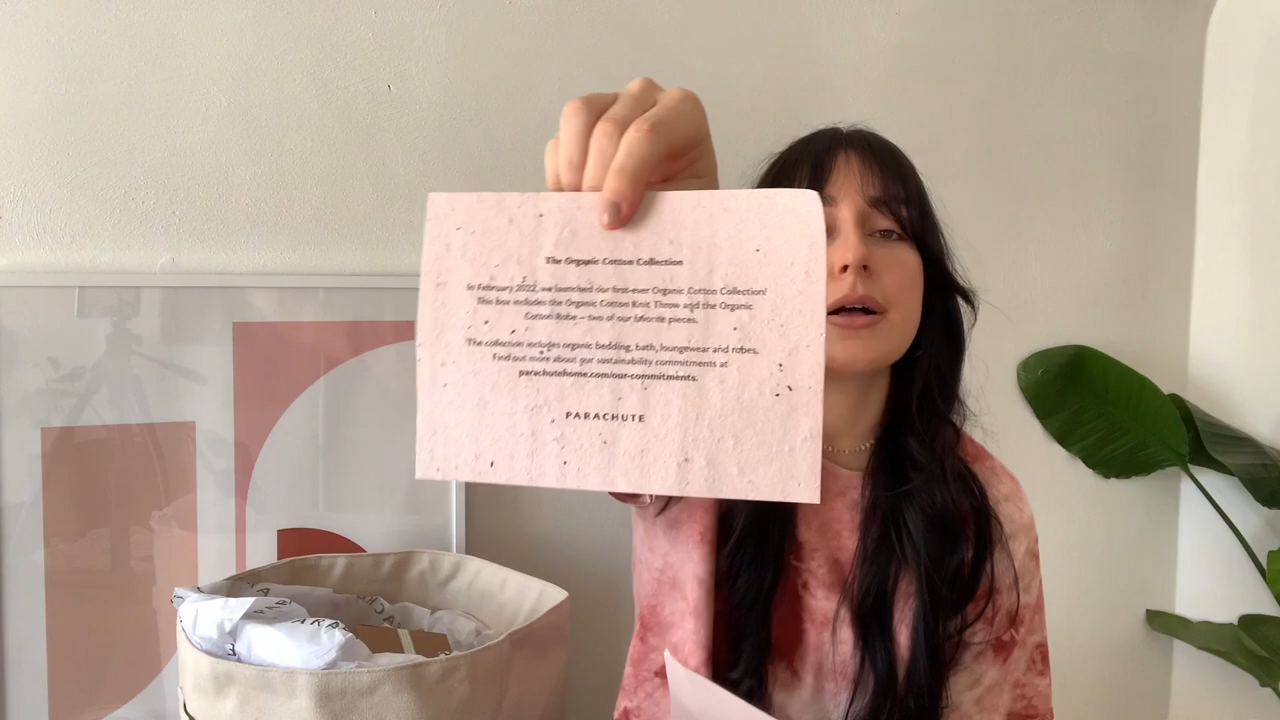 The Organic Cotton Collection
In February 2022, we launched our first-ever Organic Cotton Collection!
This box includes the Organic Cotton Knit Throw and the Organic
Cotton Robe – two of our favorite pieces.
The collection includes organic bedding, bath, loungewear and robes.
Find out more about our sustainability commitments at
parachutehome.com/our-commitments.
PARACHUTE